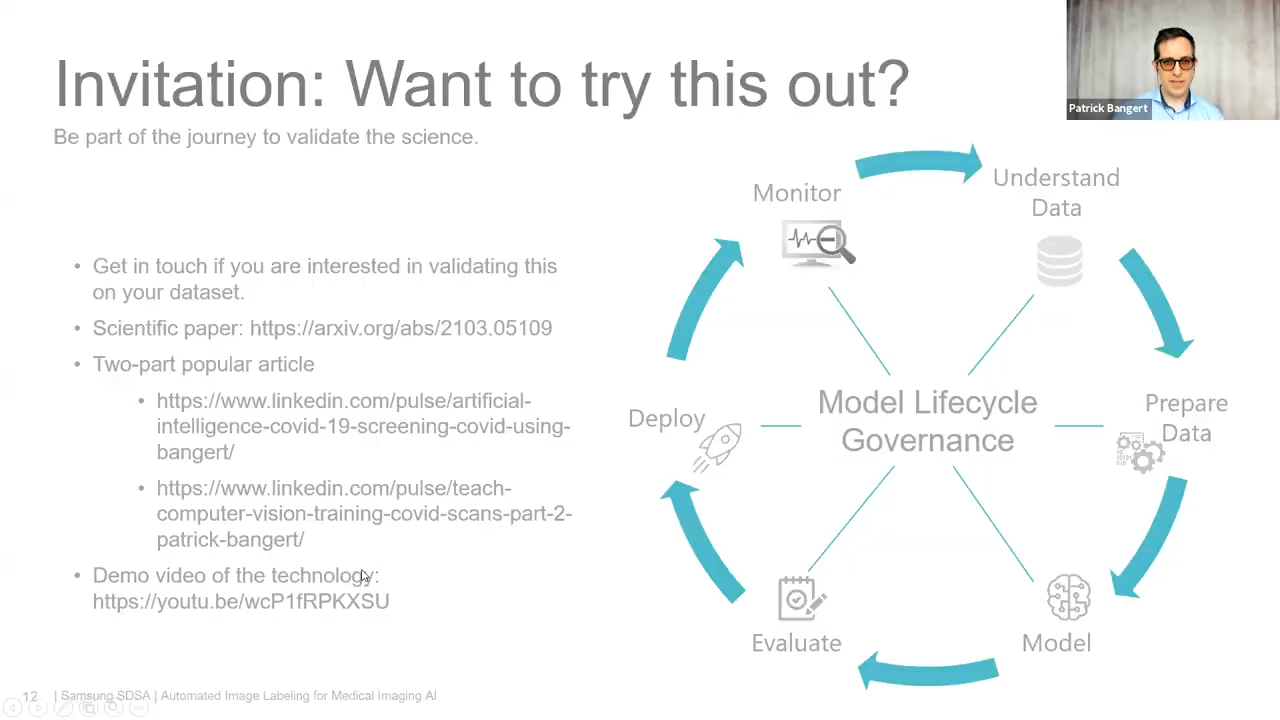 Invitation: Want to try this out?
Be part of the journey to validate the science.
Patrick Bangert
• Get in touch if you are interested in validating this
on your dataset.
• Scientific paper: https://arxiv.org/abs/2103.05109
• Two-part popular article
• https://www.linkedin.com/pulse/artificial-
intelligence-covid-19-screening-covid-using-
bangert/
• https://www.linkedin.com/pulse/teach-
computer-vision-training-covid-scans-part-2-
patrick-bangert/
• Demo video of the technology:
https://youtu.be/wcP1fRPKXSU
Monitor
Understand
Data
Prepare
Data
Model
Evaluate
Deploy
Model Lifecycle
Governance
12 | Samsung SDSA | Automated Image Labeling for Medical Imaging AI